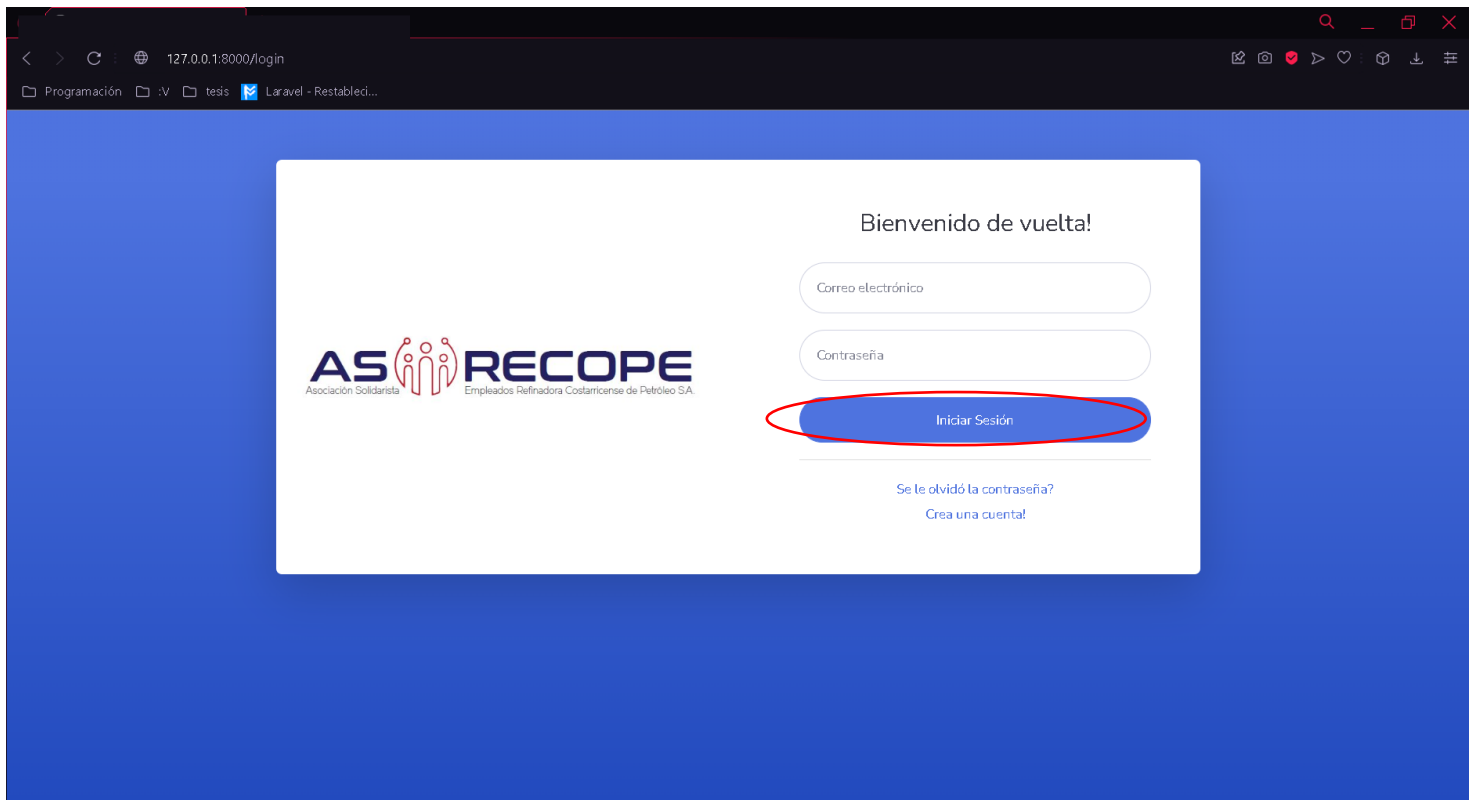 127.0.0.1:8000/login
Programación :V tesis Laravel - Restableci...
Bienvenido de vuelta!
Correo electrónico
Contraseña
AS RECOPE
Asociación Solidarista Empleados Refinadora Costarricense de Petróleo S.A.
Iniciar Sesión
Se le olvidó la contraseña?
Crea una cuenta!